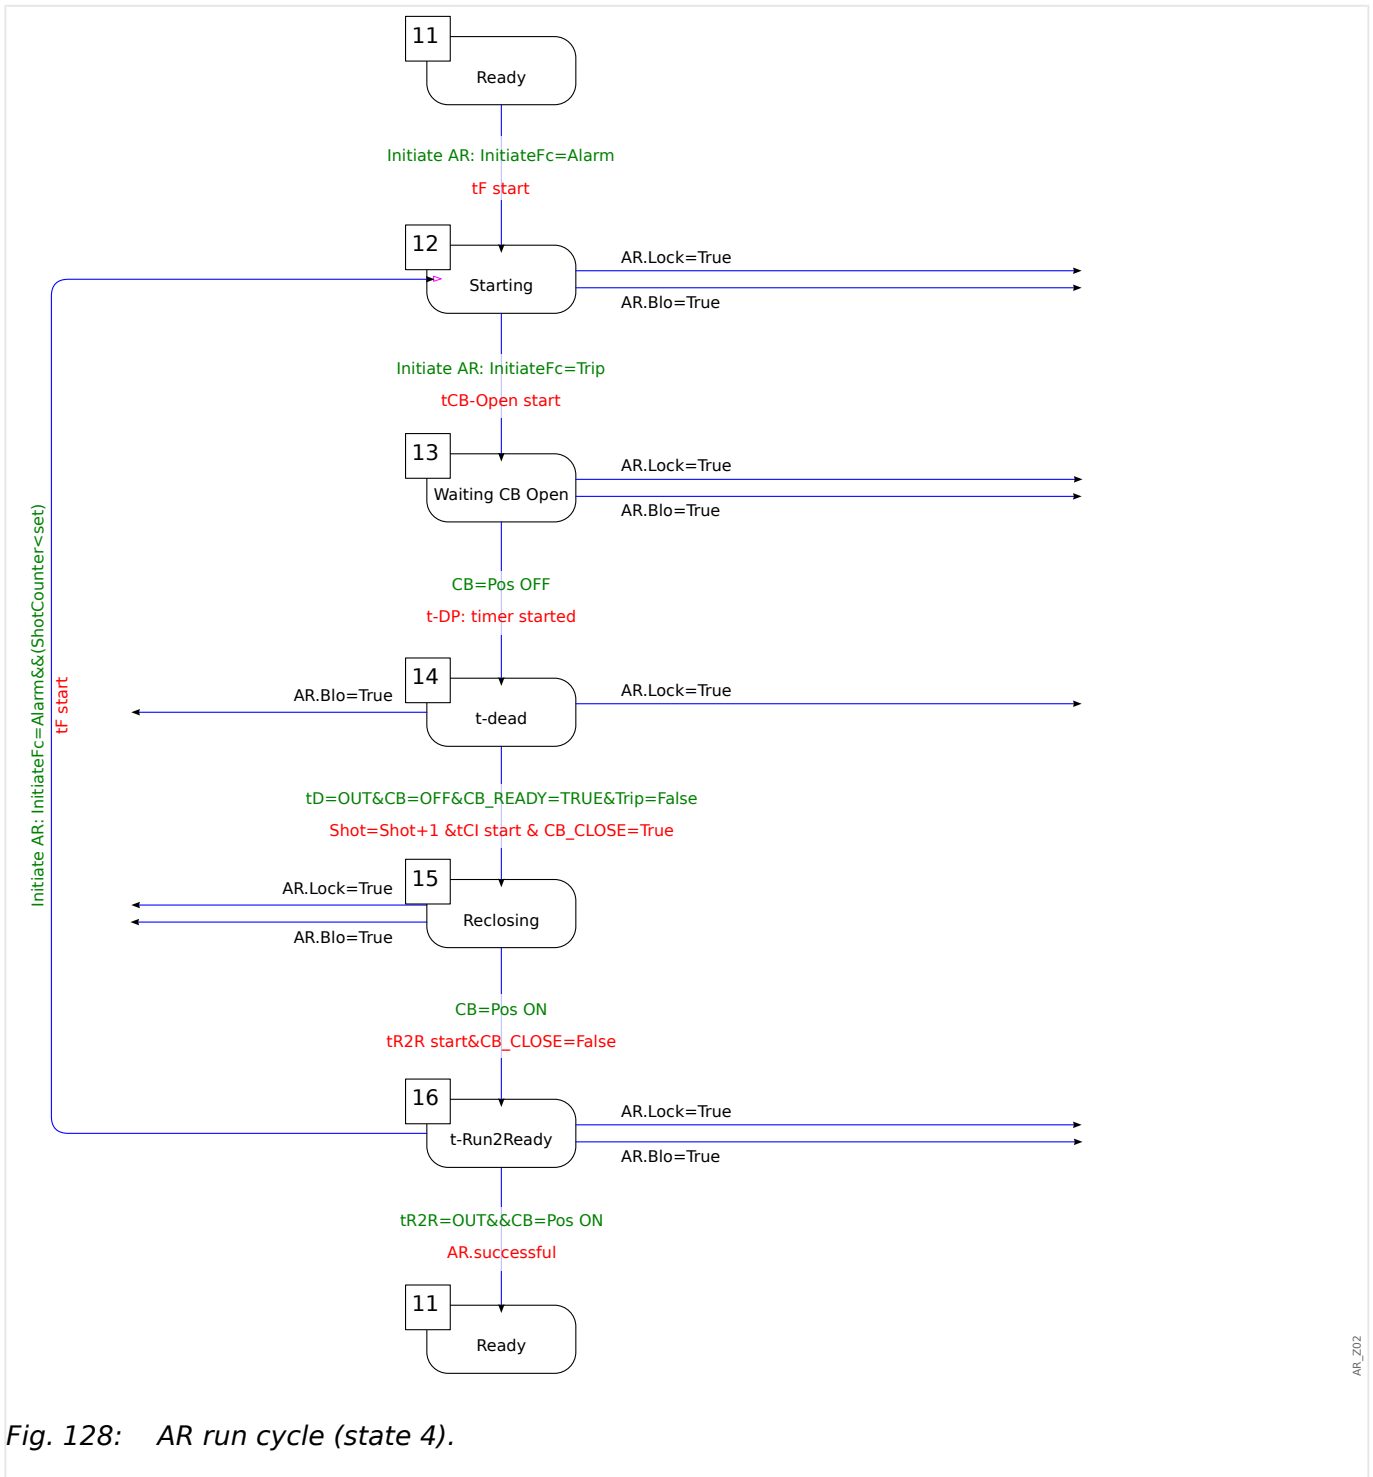 11
Ready
Initiate AR: InitiateFc=Alarm
tF start
12
Starting
AR.Lock=True
AR.Blo=True
Initiate AR: InitiateFc=Trip
tCB-Open start
13
Waiting CB Open
AR.Lock=True
AR.Blo=True
CB=Pos OFF
t-DP: timer started
Initiate AR: InitiateFc=Alarm&&(ShotCounter<set)
tF start
14
t-dead
AR.Blo=True
AR.Lock=True
tD=OUT&CB=OFF&CB_READY=TRUE&Trip=False
Shot=Shot+1 &tCI start & CB_CLOSE=True
15
Reclosing
AR.Lock=True
AR.Blo=True
CB=Pos ON
tR2R start&CB_CLOSE=False
16
t-Run2Ready
AR.Lock=True
AR.Blo=True
tR2R=OUT&&CB=Pos ON
AR.successful
11
Ready
AR_Z02
Fig. 128: AR run cycle (state 4).